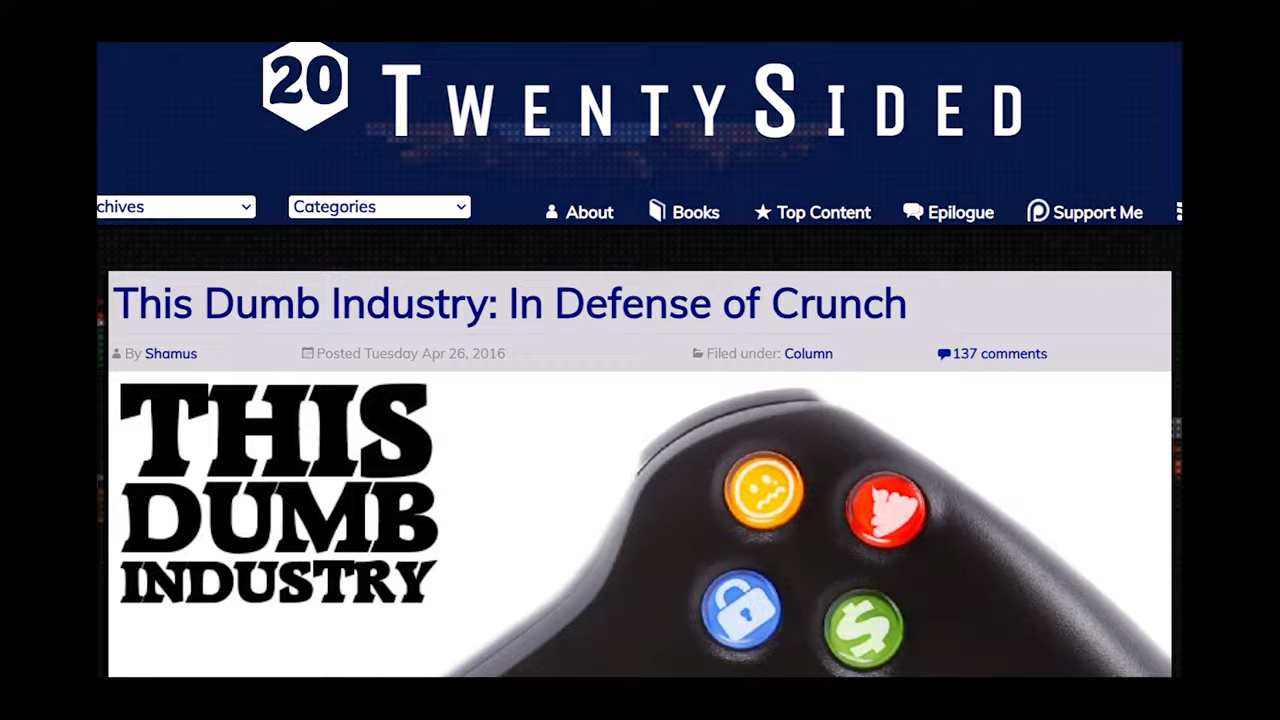 20 TWENTYSIDED
chives Categories About Books Top Content Epilogue Support Me
This Dumb Industry: In Defense of Crunch
By Shamus Posted Tuesday Apr 26, 2016 Filed under: Column 137 comments
THIS
DUMB
INDUSTRY
$